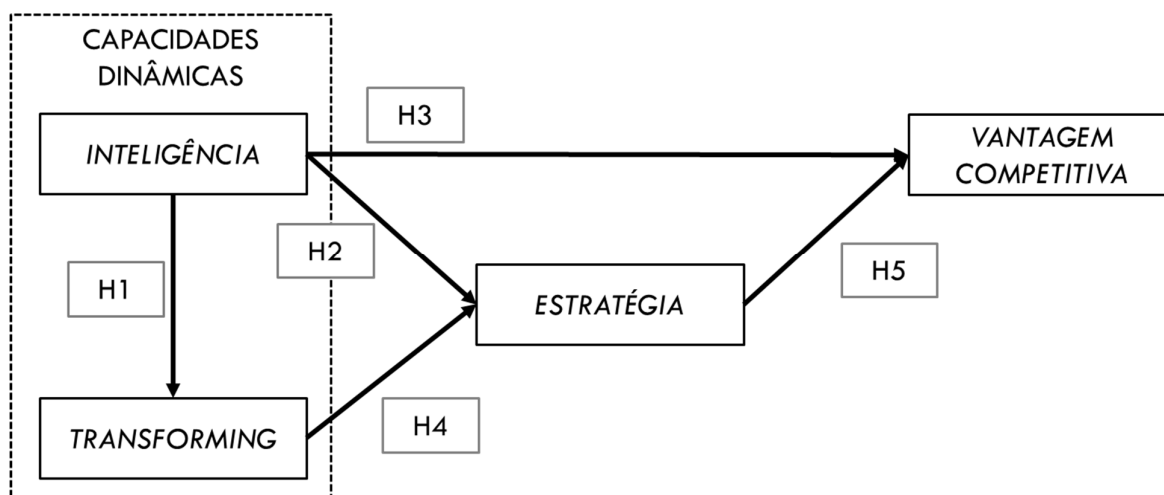 CAPACIDADES
DINÂMICAS
INTELIGÊNCIA
H3
VANTAGEM
COMPETITIVA
H2
H1
ESTRATÉGIA
H5
TRANSFORMING
H4